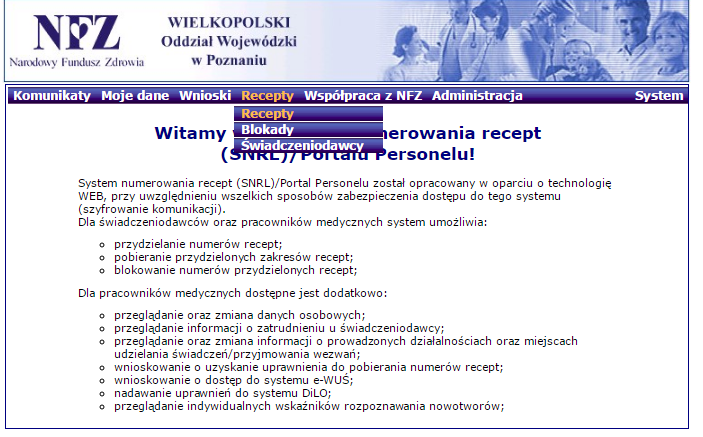 NFZ
Narodowy Fundusz Zdrowia
WIELKOPOLSKI
Oddział Wojewódzki
w Poznaniu
Komunikaty Moje dane Wnioski Recepty Współpraca z NFZ Administracja System
Recepty
Blokady
Świadczeniodawcy
Witamy merowania recept
(SNRL)/Portalu Personelu!
System numerowania recept (SNRL)/Portal Personelu został opracowany w oparciu o technologię
WEB, przy uwzględnieniu wszelkich sposobów zabezpieczenia dostępu do tego systemu
(szyfrowanie komunikacji).
Dla świadczeniodawców oraz pracowników medycznych system umożliwia:
przydzielanie numerów recept;
pobieranie przydzielonych zakresów recept;
blokowanie numerów przydzielonych recept;
Dla pracowników medycznych dostępne jest dodatkowo:
przeglądanie oraz zmiana danych osobowych;
przeglądanie informacji o zatrudnieniu u świadczeniodawcy;
przeglądanie oraz zmiana informacji o prowadzonych działalnościach oraz miejscach
udzielania świadczeń/przyjmowania wezwań;
wnioskowanie o uzyskanie uprawnienia do pobierania numerów recept;
wnioskowanie o dostęp do systemu e-WUŚ;
nadawanie uprawnień do systemu DiLO;
przeglądanie indywidualnych wskaźników rozpoznawania nowotworów;